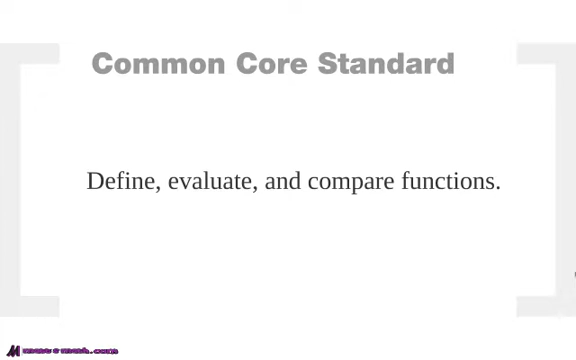 Common Core Standard
Define, evaluate, and compare functions.